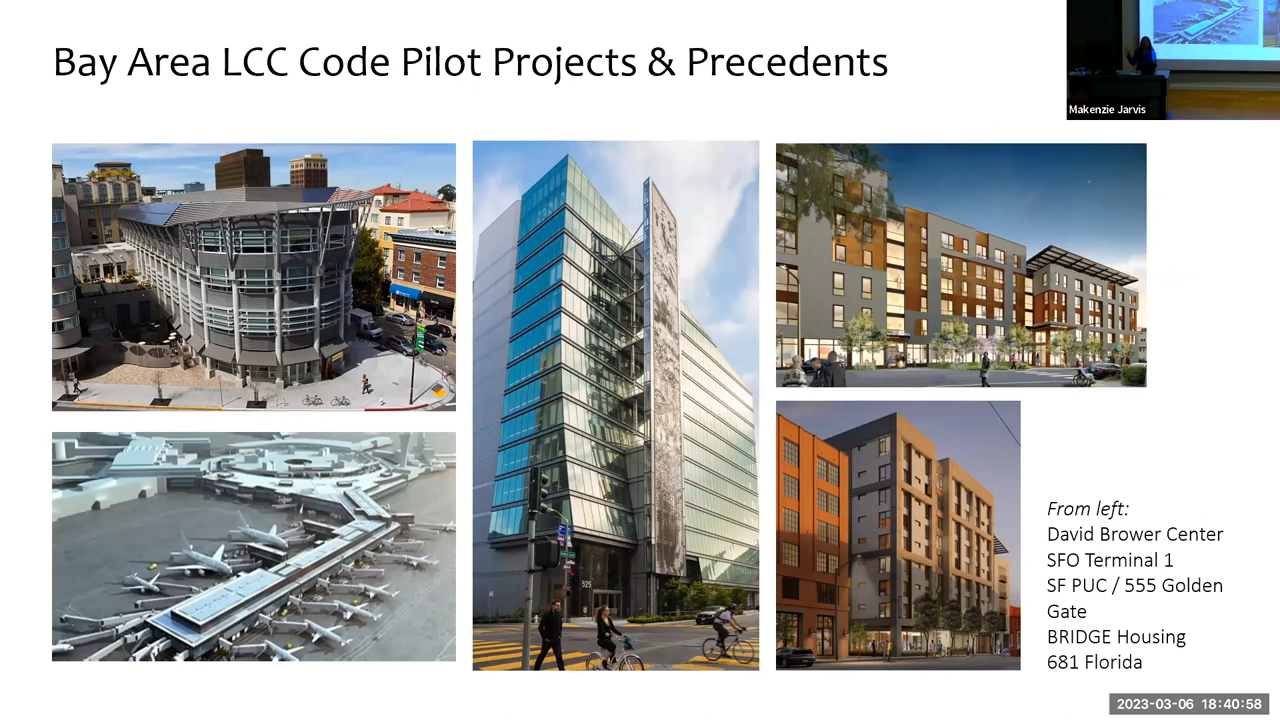 Bay Area LCC Code Pilot Projects & Precedents
Makenzie Jarvis
525
From left:
David Brower Center
SFO Terminal 1
SF PUC / 555 Golden
Gate
BRIDGE Housing
681 Florida
2023-03-06 18:40:58